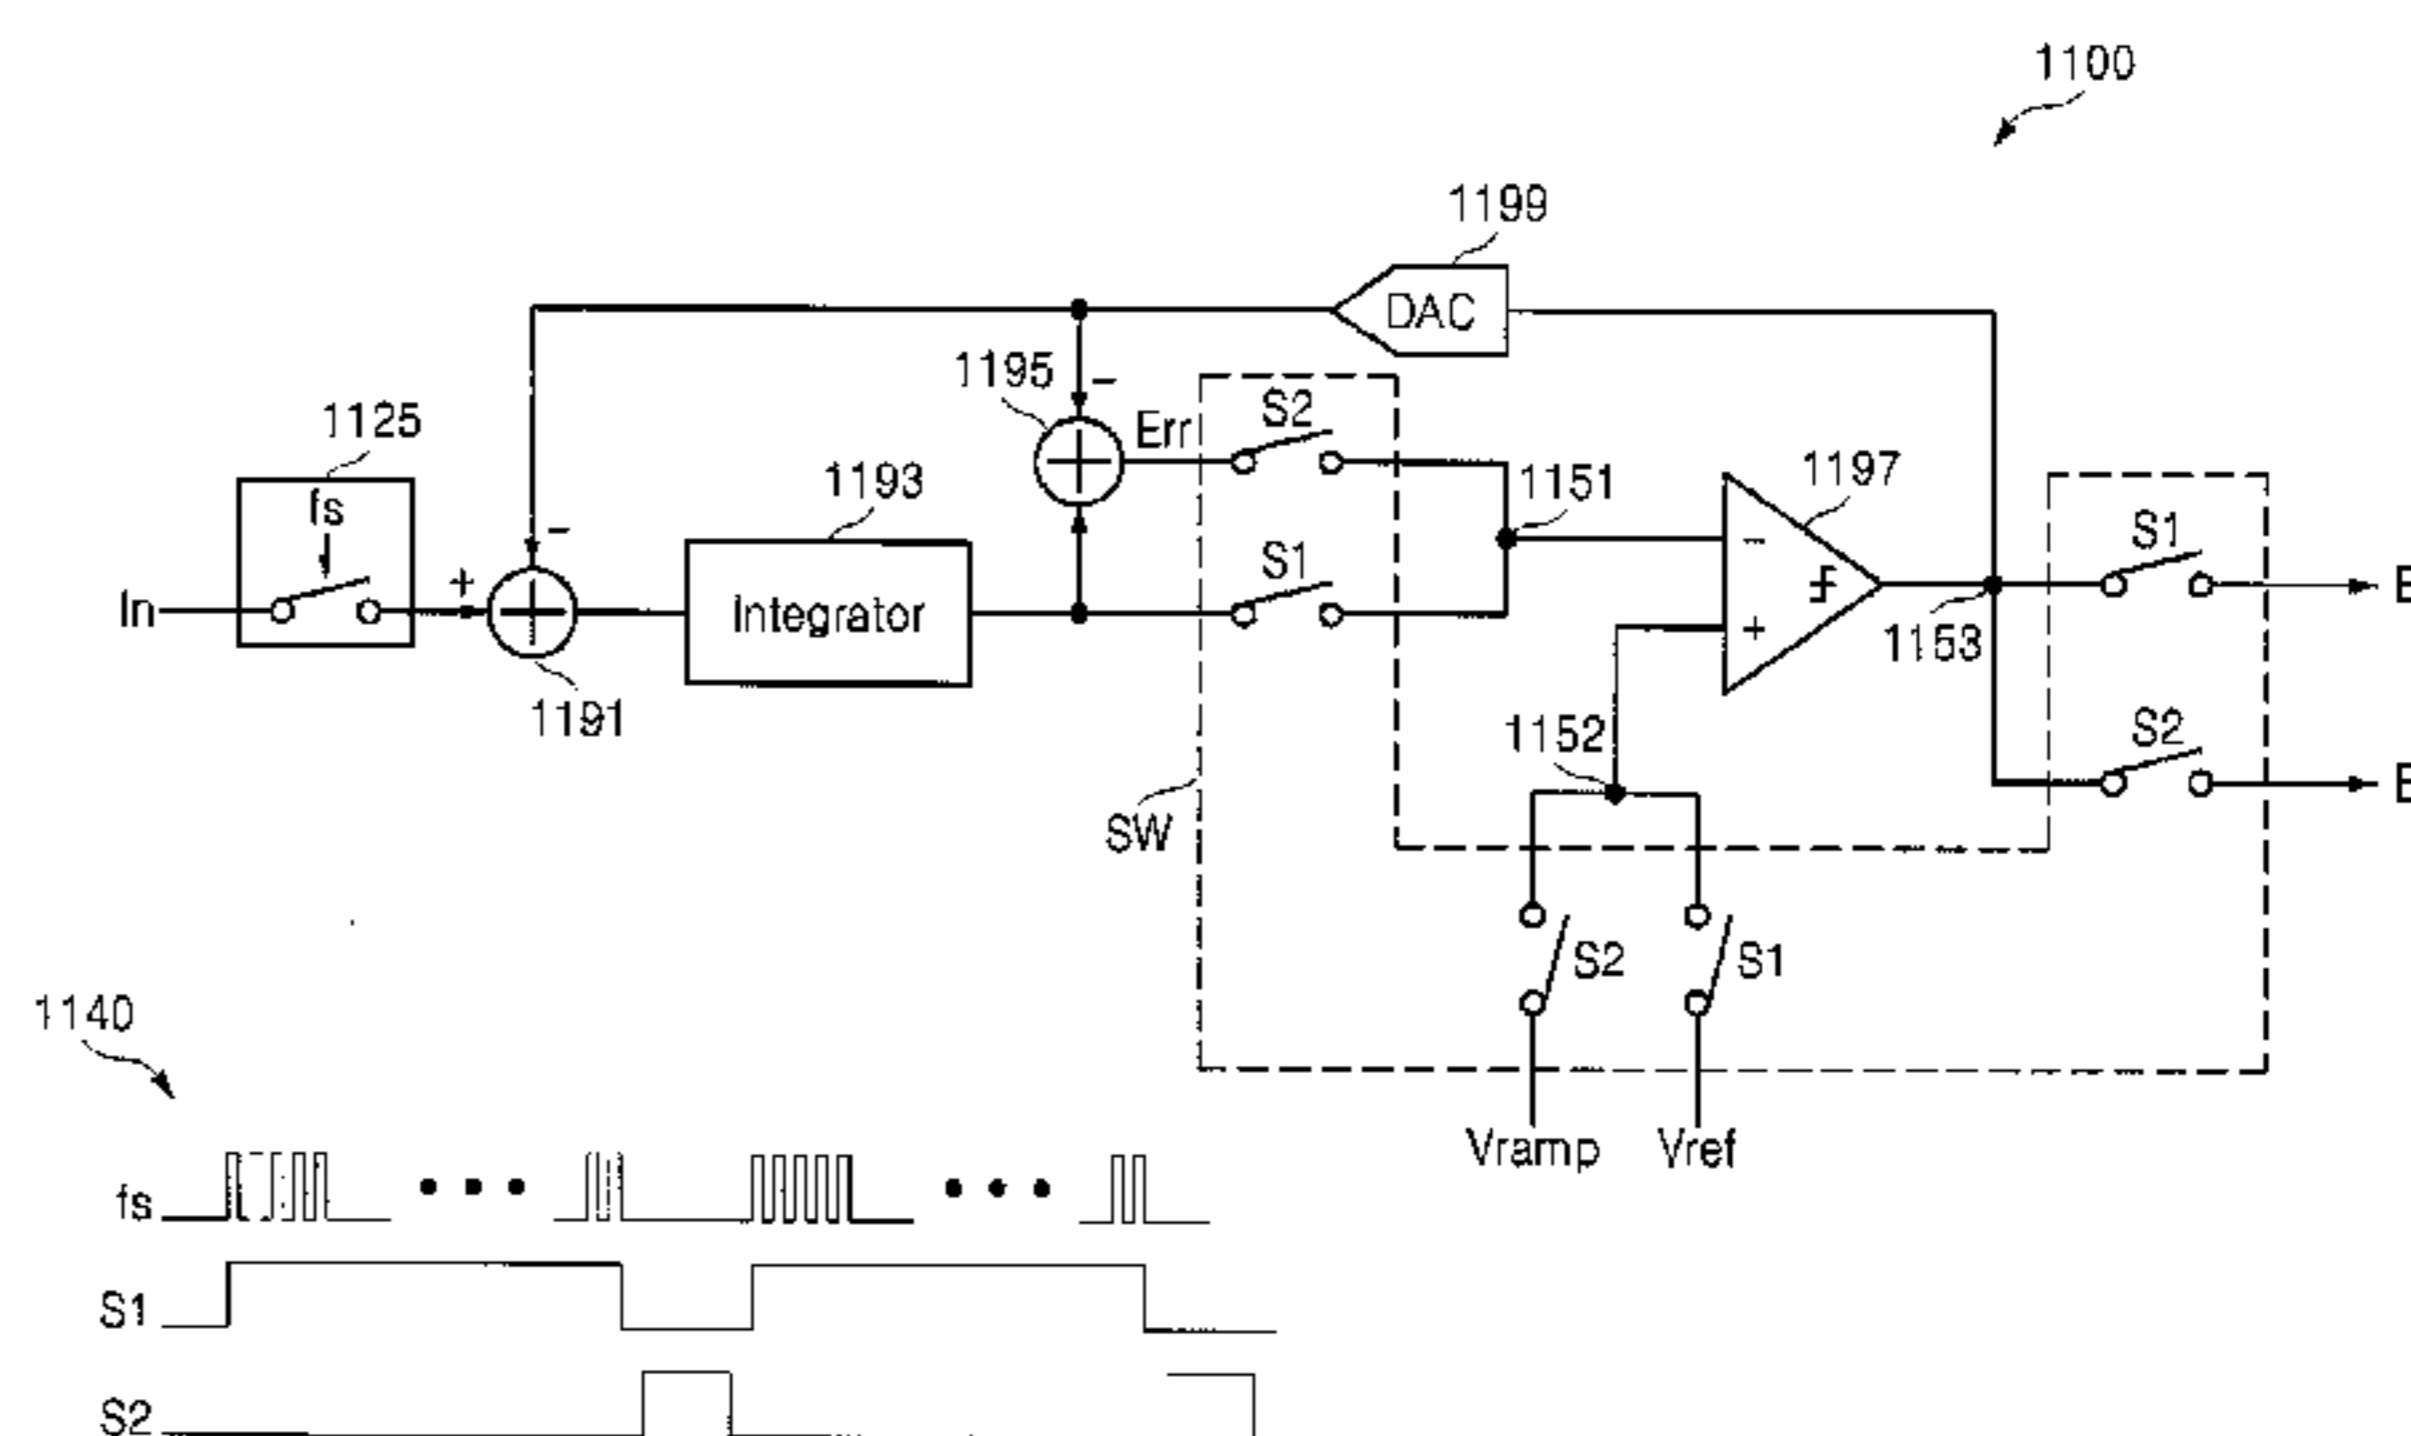 1100
1199
DAC
1195
-
Err
S2
1125
fs
1193
1151
1197
S1
-
+
In
Integrator
S1
-
+
1153
1191
1152
S2
SW
S2
S1
1140
Vramp
Vref
fs
S1
S2